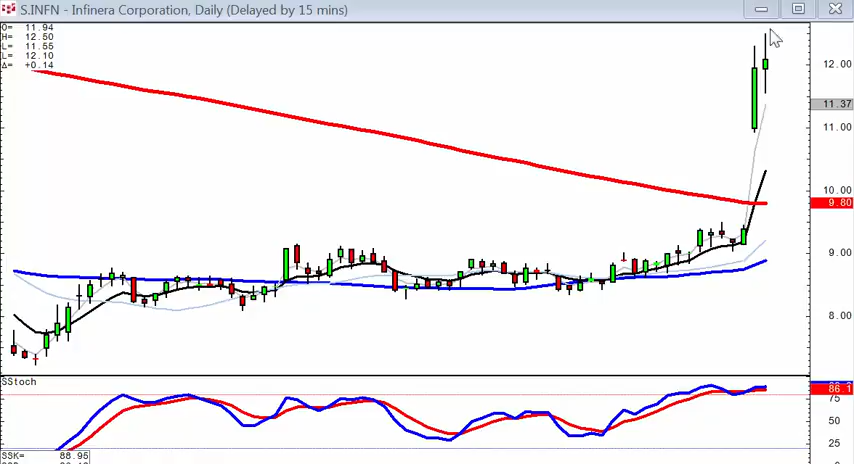 S.INFN - Infinera Corporation, Daily (Delayed by 15 mins)
O= 11.94
H= 12.50
L= 11.55
L= 12.10
Δ= +0.14
12.00
11.37
11.00
10.00
9.80
9.00
8.00
SStoch
86.1
75
50
25
SSK= 88.95